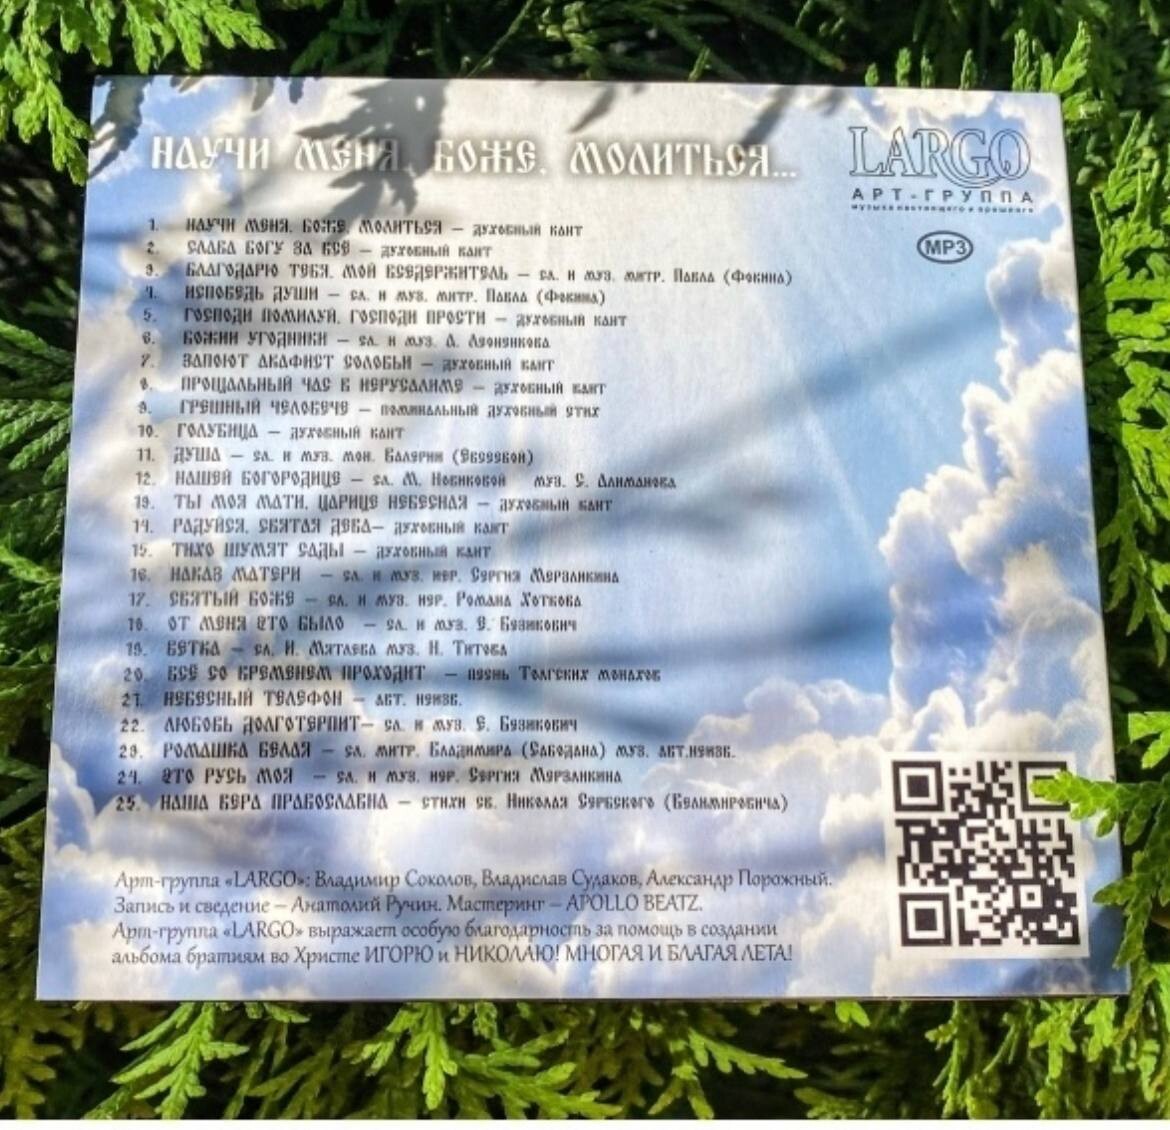 НАУЧИ МЕНЯ, БОЖЕ, МОЛИТЬСЯ...
LARGO
АРТ-ГРУППА
музыка настоящего и прошлого
MP3
1. НАУЧИ МЕНЯ, БОЖЕ, МОЛИТЬСЯ – духовный кант
2. СЛАВА БОГУ ЗА ВСЕ – духовный кант
3. БЛАГОДАРЮ ТЕБЯ, МОЙ ВСЕДЕРЖИТЕЛЬ – сл. и муз. митр. Павла (Фокина)
4. ИСПОВЕДЬ ДУШИ – сл. и муз. митр. Павла (Фокина)
5. ГОСПОДИ ПОМИЛУЙ, ГОСПОДИ ПРОСТИ – духовный кант
6. БОЖИИ УГОДНИКИ – сл. и муз. А.
7. ЗАПОЮТ АКАФИСТ СОЛОВЬИ – духовный кант
8. ПРОЩАЛЬНЫЙ ЧАС В ИЕРУСАЛИМЕ – духовный кант
9. ГРЕШНЫЙ ЧЕЛОВЕЧЕ – поминальный духовный стих
10. ГОЛУБИЦА – духовный кант
11. ДУША – сл. и муз. мон. Валерии
12. НАШЕЙ БОГОРОДИЦЕ – сл. М. Новиковой муз. С. Алиманова
13. ТЫ МОЯ МАТИ, ЦАРИЦЕ НЕБЕСНАЯ – духовный кант
14. РАДУЙСЯ, СВЯТАЯ ДЕВА– духовный кант
15. ТИХО ШУМЯТ САДЫ – духовный кант
16. НАКАЗ МАТЕРИ – сл. и муз. иер. Сергия Мерзликина
17. СВЯТЫЙ БОЖЕ – сл. и муз. иер. Романа Хоткова
18. ОТ МЕНЯ ЭТО БЫЛО – сл. и муз. Е. Безикович
19. ВЕТКА – сл. И. Мятлева муз. Н. Титова
20. ВСЕ СО ВРЕМЕНЕМ ПРОХОДИТ – песнь Толгских монахов
21. НЕБЕСНЫЙ ТЕЛЕФОН – авт. неизв.
22. ЛЮБОВЬ ДОЛГОТЕРПИТ– сл. и муз. Е. Безикович
23. РОМАШКА БЕЛАЯ – сл. митр. Владимира (Сабодана) муз. авт.неизв.
24. ЭТО РУСЬ МОЯ – сл. и муз. иер. Сергия Мерзликина
25. НАША ВЕРА ПРАВОСЛАВНА – стихи св. Николая Сербского (Велимировича)
Арт-группа «LARGO»: Владимир Соколов, Владислав Судаков, Александр Порожный.
Запись и сведение – Анатолий Ручин. Мастеринг – APOLLO BEATZ.
Арт-группа «LARGO» выражает особую благодарность за помощь в создании
альбома братиям во Христе ИГОРЮ и НИКОЛАЮ! МНОГАЯ И БЛАГАЯ ЛЕТА!